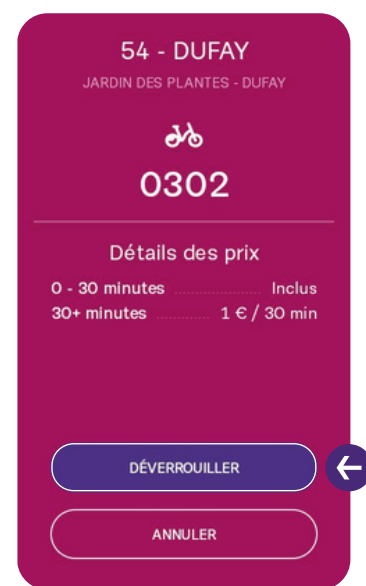 54 - DUFAY
JARDIN DES PLANTES - DUFAY
0302
Détails des prix
0 - 30 minutes .................... Inclus
30+ minutes ............ 1 € / 30 min
DÉVERROUILLER
ANNULER